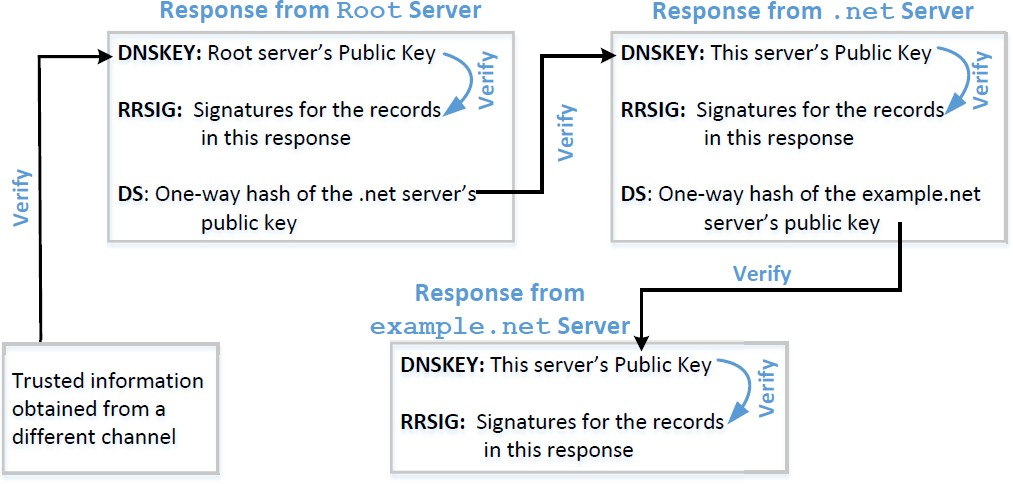 Response from Root Server
DNSKEY: Root server's Public Key
Verify
RRSIG: Signatures for the records
in this response
DS: One-way hash of the .net server's
public key
Verify
Response from .net Server
DNSKEY: This server's Public Key
Verify
RRSIG: Signatures for the records
in this response
DS: One-way hash of the example.net
server's public key
Verify
Verify
Response from
example.net Server
DNSKEY: This server's Public Key
Verify
RRSIG: Signatures for the records
in this response
Trusted information
obtained from a
different channel